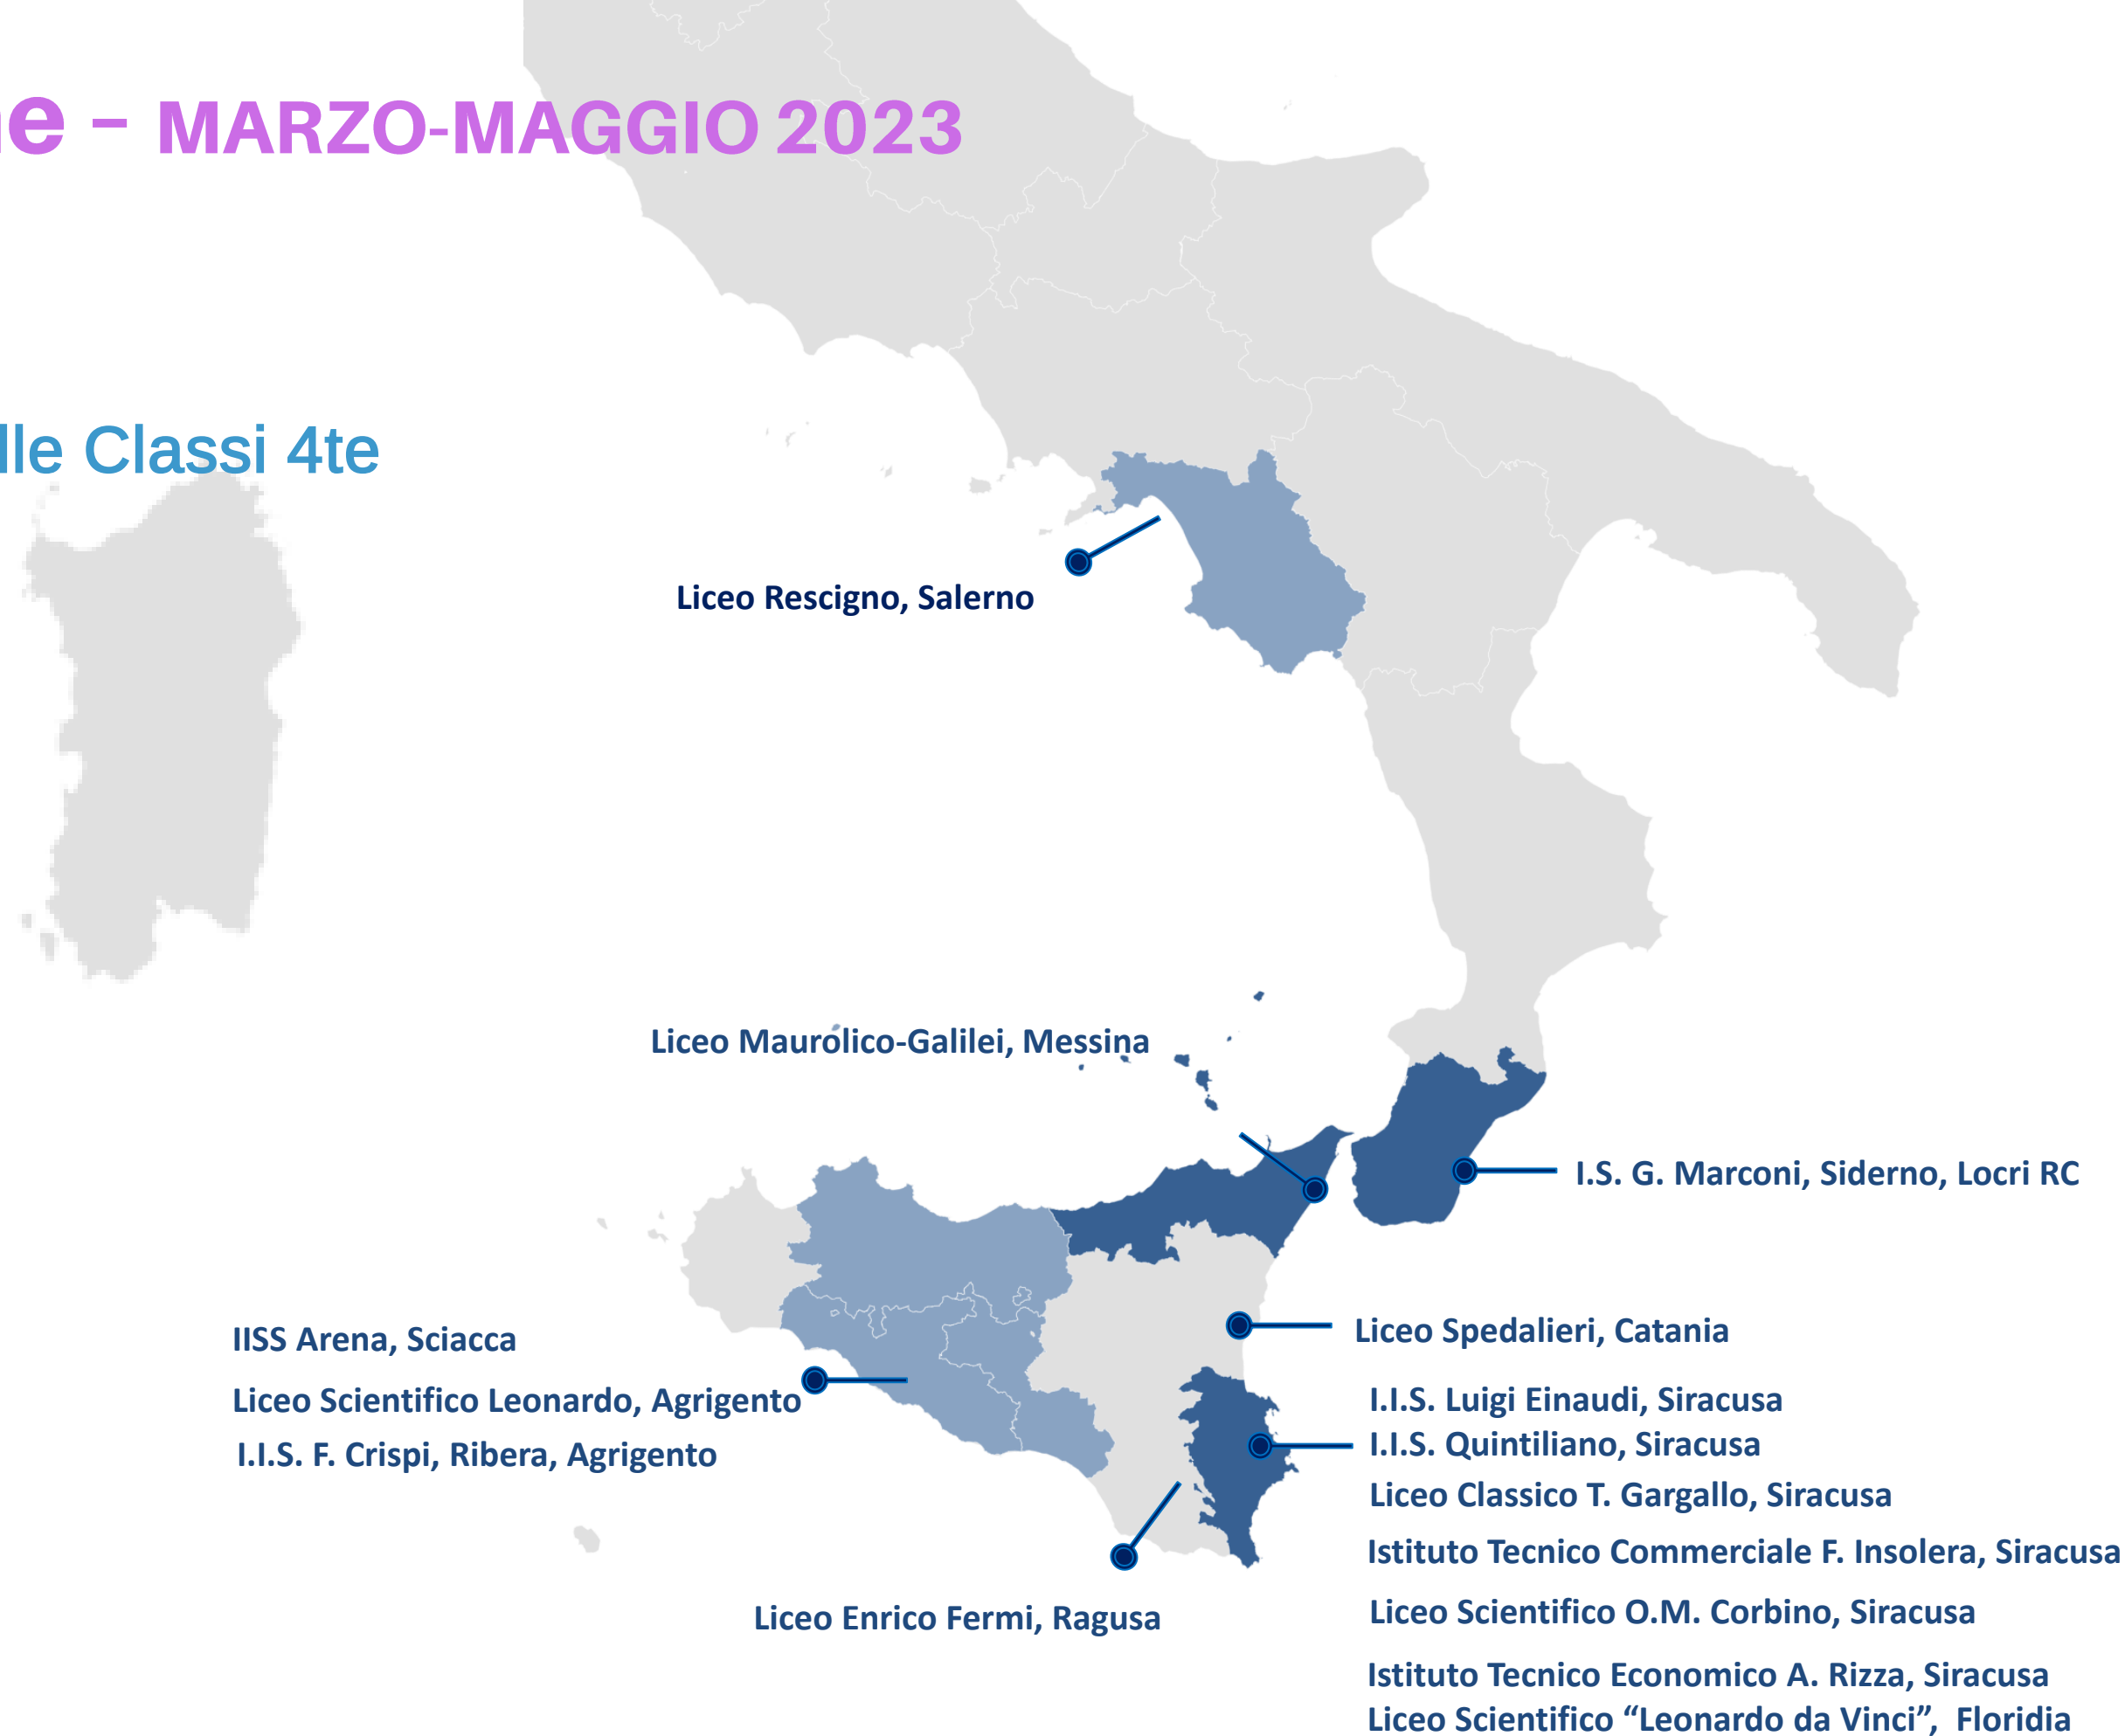 ne – MARZO-MAGGIO 2023
lle Classi 4te
Liceo Rescigno, Salerno
Liceo Maurolico-Galilei, Messina
I.S. G. Marconi, Siderno, Locri RC
IISS Arena, Sciacca
Liceo Scientifico Leonardo, Agrigento
I.I.S. F. Crispi, Ribera, Agrigento
Liceo Spedalieri, Catania
I.I.S. Luigi Einaudi, Siracusa
I.I.S. Quintiliano, Siracusa
Liceo Classico T. Gargallo, Siracusa
Istituto Tecnico Commerciale F. Insolera, Siracusa
Liceo Enrico Fermi, Ragusa
Liceo Scientifico O.M. Corbino, Siracusa
Istituto Tecnico Economico A. Rizza, Siracusa
Liceo Scientifico “Leonardo da Vinci”, Floridia